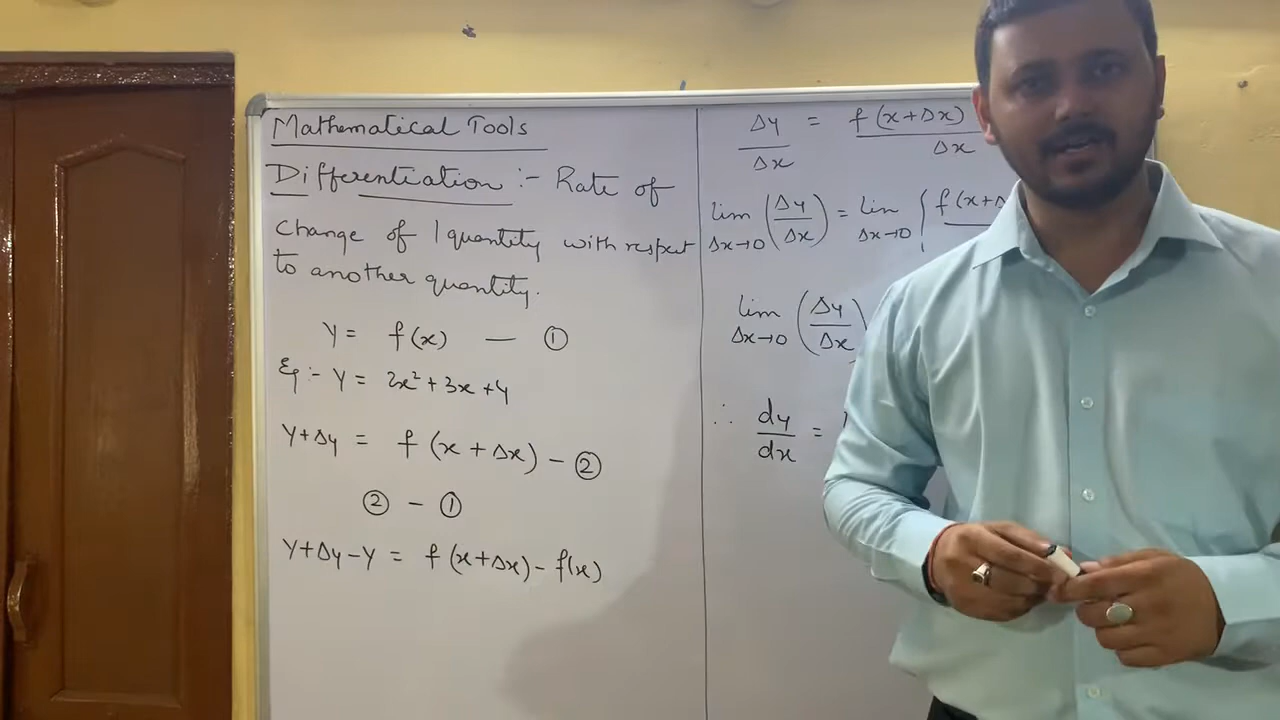 Mathematical Tools
Differentiation :- Rate of
change of 1 quantity with respect
to another quantity.
Y = f(x) — ①
Eg :- Y = 2x² + 3x + 4
Y+Δy = f(x + Δx) - ②
② - ①
Y+Δy-Y = f(x+Δx) - f(x)
Δy/Δx = f(x+Δx)/Δx
lim Δx→0 (Δy/Δx) = lim Δx→0 { f(x+Δ
lim Δx→0 (Δy/Δx)
∴ dy/dx =